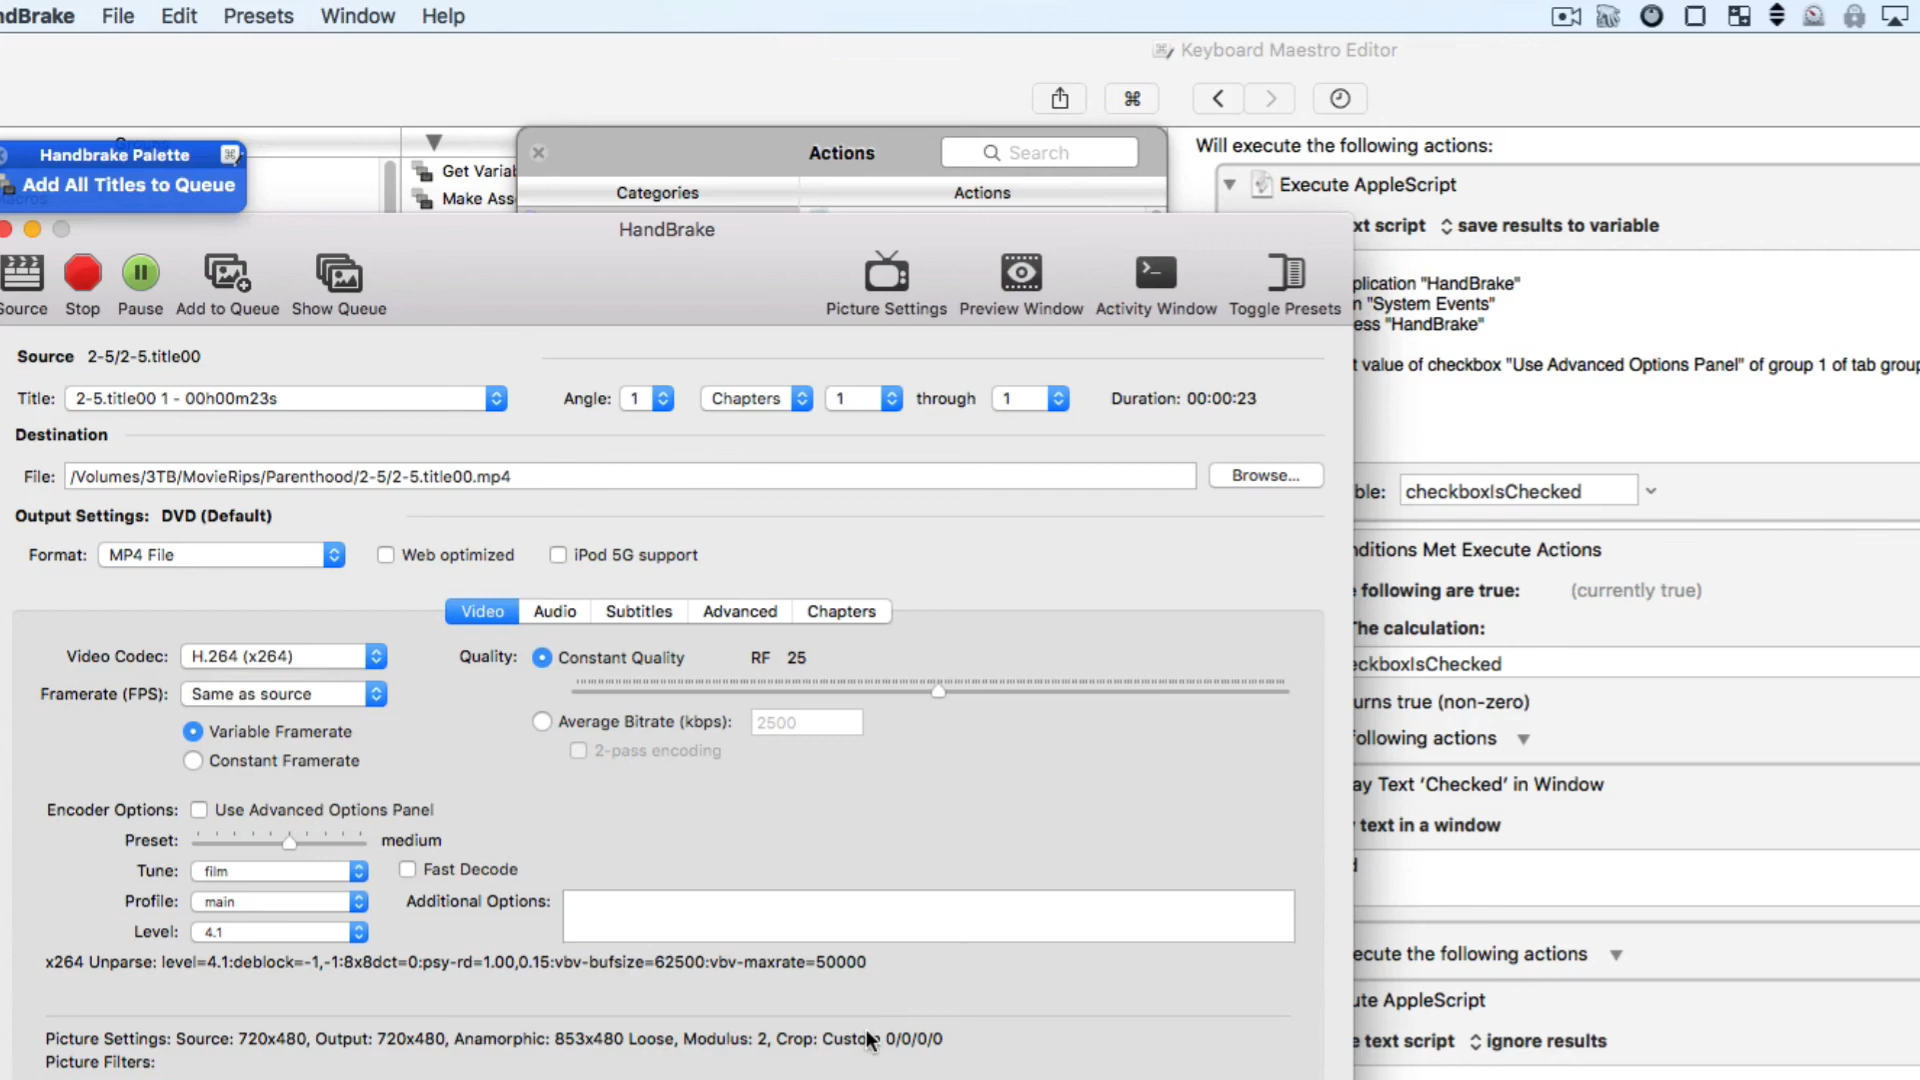 ndBrake File Edit Presets Window Help
Keyboard Maestro Editor
Handbrake Palette
Add All Titles to Queue
Get Variab
Make Ass
Actions
Search
Categories
Actions
Will execute the following actions:
Execute AppleScript
xt script save results to variable
plication "HandBrake"
n "System Events"
ess "HandBrake"
t value of checkbox "Use Advanced Options Panel" of group 1 of tab group
ble: checkboxIsChecked
nditions Met Execute Actions
following are true: (currently true)
The calculation:
eckboxIsChecked
urns true (non-zero)
following actions
ay Text ‘Checked’ in Window
text in a window
ecute the following actions
ute AppleScript
e text script ignore results
HandBrake
Source
Stop
Pause
Add to Queue
Show Queue
Picture Settings
Preview Window
Activity Window
Toggle Presets
Source 2-5/2-5.title00
Title: 2-5.title00 1 - 00h00m23s Angle: 1 Chapters 1 through 1 Duration: 00:00:23
Destination
File: /Volumes/3TB/MovieRips/Parenthood/2-5/2-5.title00.mp4 Browse...
Output Settings: DVD (Default)
Format: MP4 File Web optimized iPod 5G support
Video Audio Subtitles Advanced Chapters
Video Codec: H.264 (x264) Quality: Constant Quality RF 25
Framerate (FPS): Same as source
Average Bitrate (kbps): 2500
Variable Framerate
2-pass encoding
Constant Framerate
Encoder Options: Use Advanced Options Panel
Preset: medium
Tune: film Fast Decode
Profile: main Additional Options:
Level: 4.1
x264 Unparse: level=4.1:deblock=-1,-1:8x8dct=0:psy-rd=1.00,0.15:vbv-bufsize=62500:vbv-maxrate=50000
Picture Settings: Source: 720x480, Output: 720x480, Anamorphic: 853x480 Loose, Modulus: 2, Crop: Custom 0/0/0/0
Picture Filters: